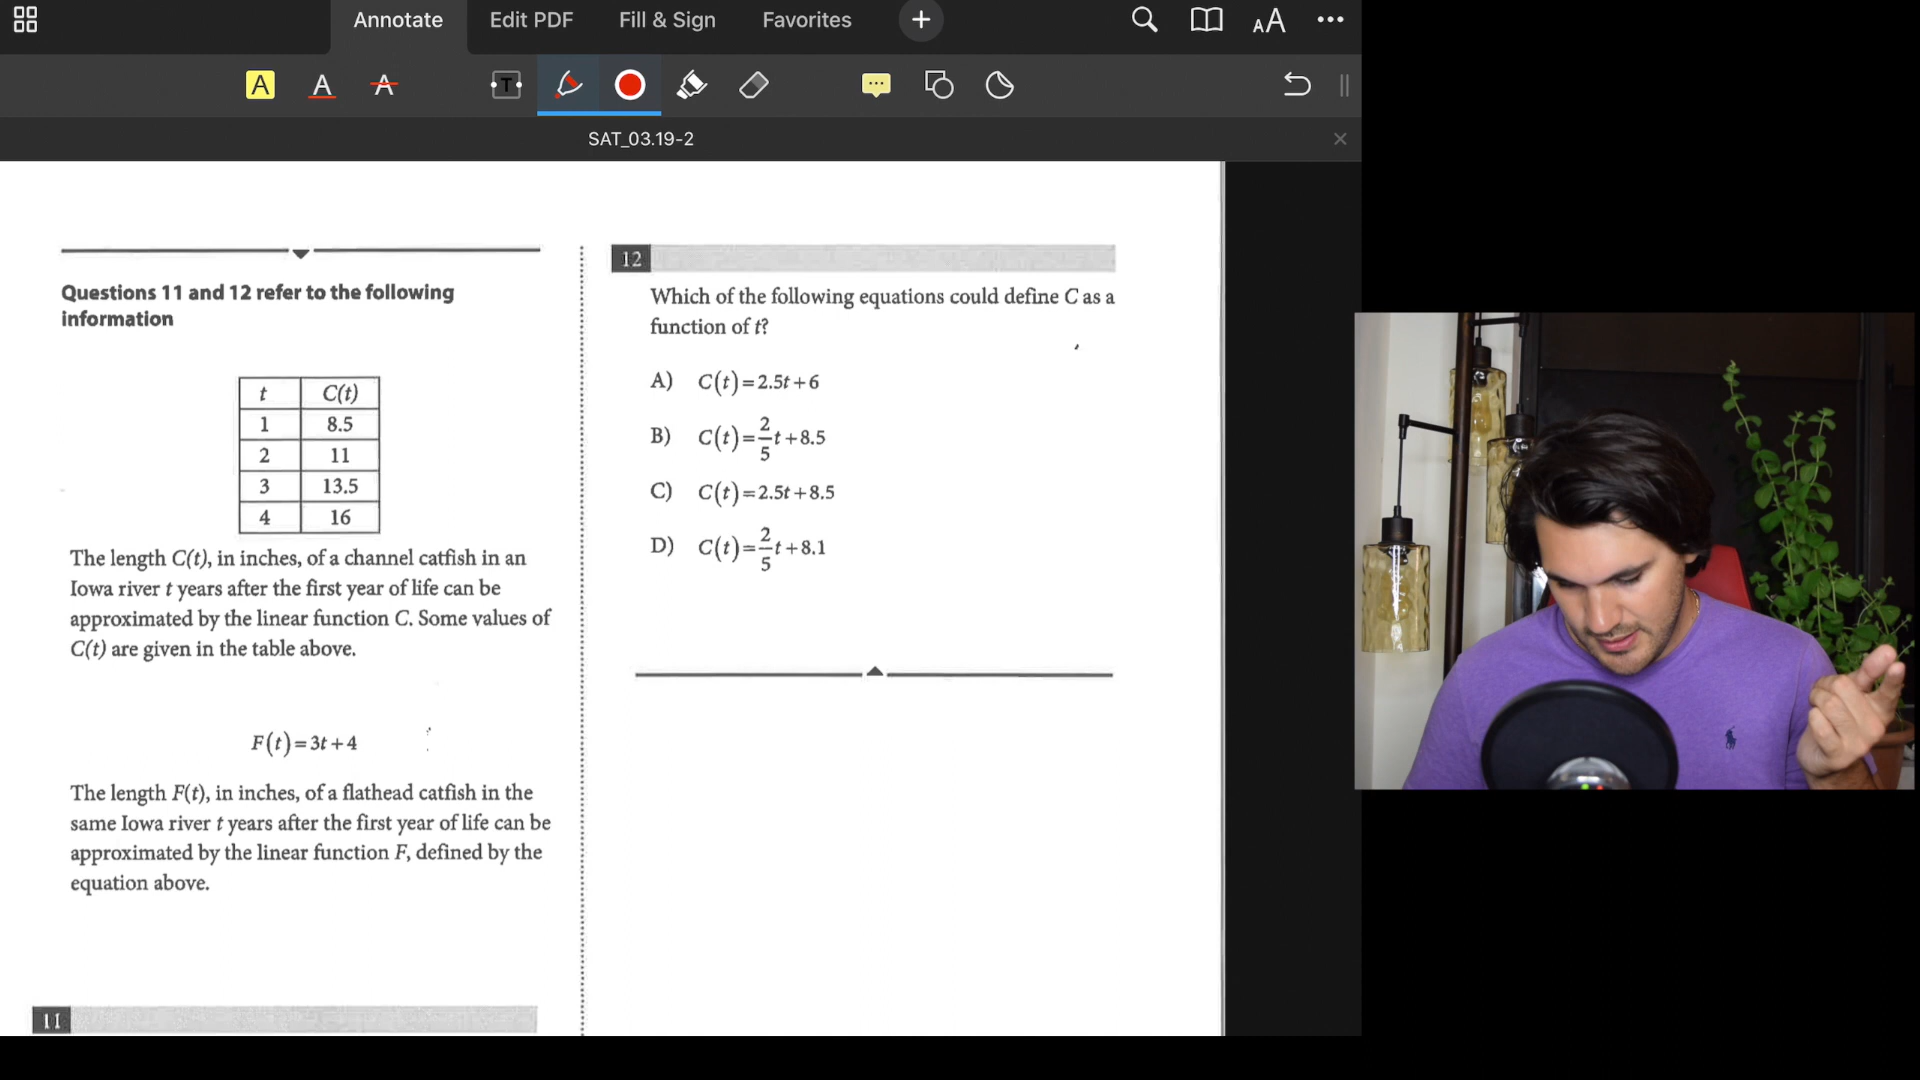 Annotate Edit PDF Fill & Sign Favorites + AA
A A A T
SAT_03.19-2
Questions 11 and 12 refer to the following
information
t C(t)
1 8.5
2 11
3 13.5
4 16
The length C(t), in inches, of a channel catfish in an
Iowa river t years after the first year of life can be
approximated by the linear function C. Some values of
C(t) are given in the table above.
F(t)=3t+4
The length F(t), in inches, of a flathead catfish in the
same Iowa river t years after the first year of life can be
approximated by the linear function F, defined by the
equation above.
11
12
Which of the following equations could define C as a
function of t?
A) C(t)=2.5t+6
B) C(t)=2/5t+8.5
C) C(t)=2.5t+8.5
D) C(t)=2/5t+8.1